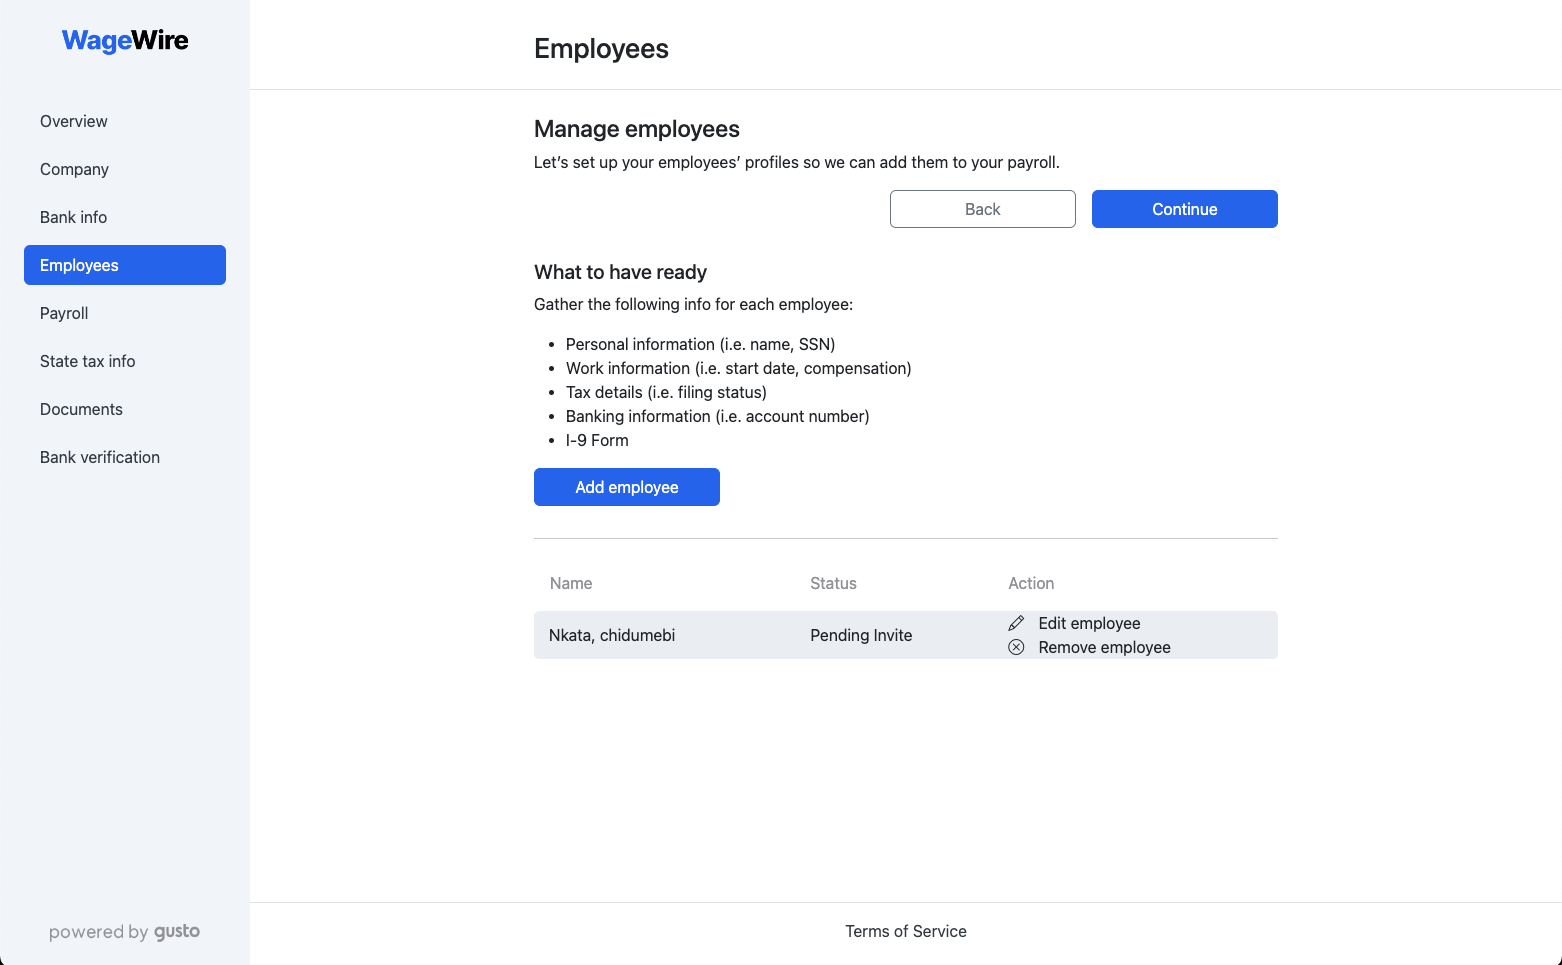 WageWire
Overview
Company
Bank info
Employees
Payroll
State tax info
Documents
Bank verification
powered by gusto
Employees
Manage employees
Let’s set up your employees’ profiles so we can add them to your payroll.
Back
Continue
What to have ready
Gather the following info for each employee:
• Personal information (i.e. name, SSN)
• Work information (i.e. start date, compensation)
• Tax details (i.e. filing status)
• Banking information (i.e. account number)
• I-9 Form
Add employee
Name Status Action
Nkata, chidumebi Pending Invite Edit employee
Remove employee
Terms of Service